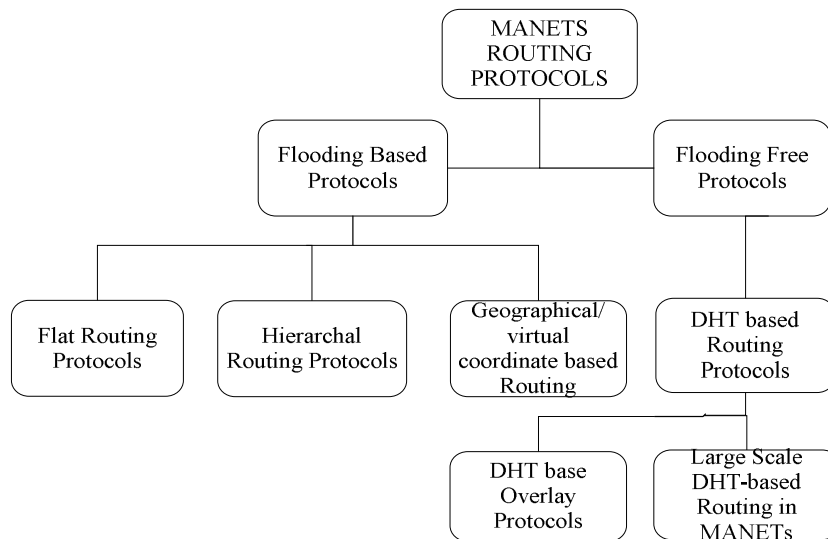 MANETS
ROUTING
PROTOCOLS
Flooding Based
Protocols
Flooding Free
Protocols
Flat Routing
Protocols
Hierarchal
Routing Protocols
Geographical/
virtual
coordinate based
Routing
DHT based
Routing
Protocols
DHT base
Overlay
Protocols
Large Scale
DHT-based
Routing in
MANETs